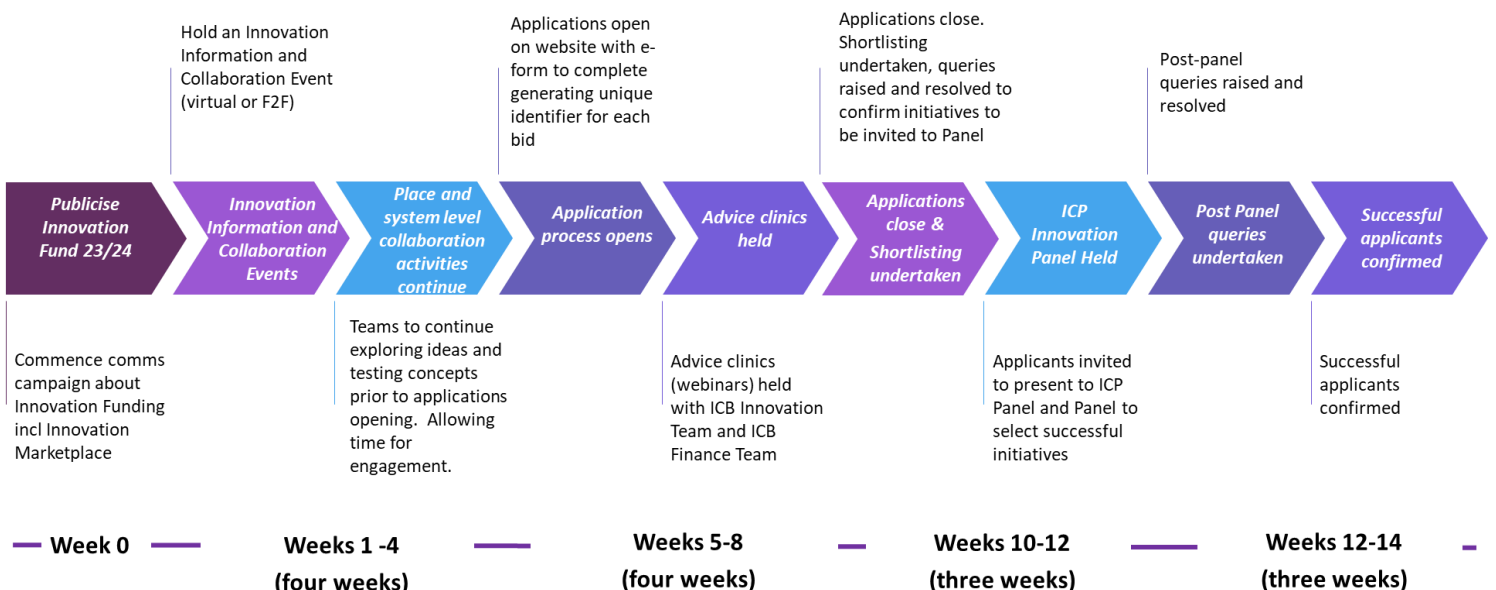 Hold an Innovation
Information and
Collaboration Event
(virtual or F2F)
Applications open
on website with e-
form to complete
generating unique
identifier for each
bid
Applications close.
Shortlisting
undertaken, queries
raised and resolved to
confirm initiatives to
be invited to Panel
Post-panel
queries raised and
resolved
Publicise
Innovation
Fund 23/24
Innovation
Information and
Collaboration
Events
Place and
system level
collaboration
activities
continue
Application
process opens
Advice clinics
held
Applications
close &
Shortlisting
undertaken
ICP
Innovation
Panel Held
Post Panel
queries
undertaken
Successful
applicants
confirmed
Commence comms
campaign about
Innovation Funding
incl Innovation
Marketplace
Teams to continue
exploring ideas and
testing concepts
prior to applications
opening.  Allowing
time for
engagement.
Advice clinics
(webinars) held
with ICB Innovation
Team and ICB
Finance Team
Applicants invited
to present to ICP
Panel and Panel to
select successful
initiatives
Successful
applicants
confirmed
Week 0
Weeks 1 -4
(four weeks)
Weeks 5-8
(four weeks)
Weeks 10-12
(three weeks)
Weeks 12-14
(three weeks)